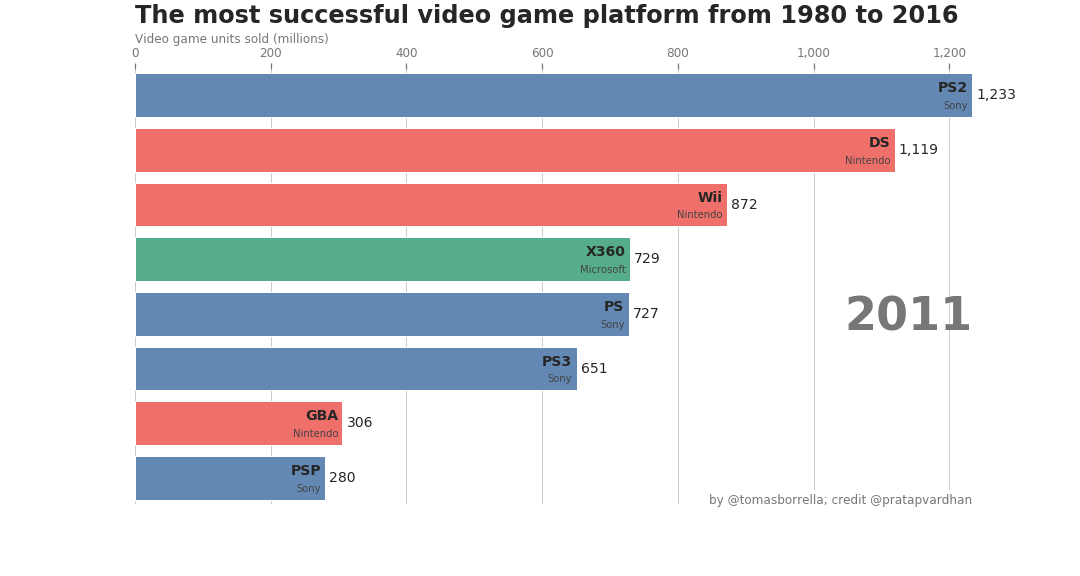 The most successful video game platform from 1980 to 2016
Video game units sold (millions)
0 200 400 600 800 1,000 1,200
PS2
Sony
1,233
DS
Nintendo
1,119
Wii
Nintendo
872
X360
Microsoft
729
PS
Sony
727
2011
PS3
Sony
651
GBA
Nintendo
306
PSP
Sony
280
by @tomasborrella; credit @pratapvardhan